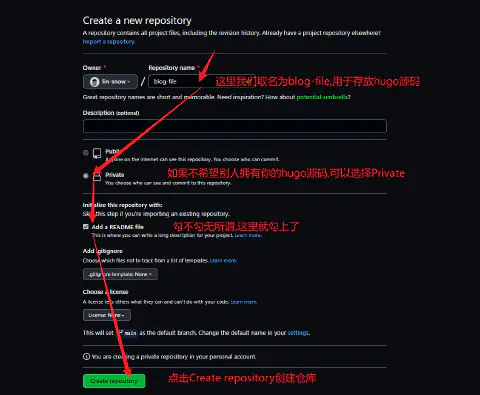 Create a new repository
A repository contains all project files, including the revision history. Already have a project repository elsewhere?
Import a repository.
Owner * Repository name *
lin-snow / blog-file 这里我们取名为blog-file,用于存放hugo源码
Great repository names are short and memorable. Need inspiration? How about potential-umbrella?
Description (optional)
Public
Anyone on the internet can see this repository. You choose who can commit.
Private 如果不希望别人拥有你的hugo源码,可以选择Private
You choose who can see and commit to this repository.
Initialize this repository with:
Skip this step if you're importing an existing repository.
Add a README file 勾不勾无所谓,这里就勾上了
This is where you can write a long description for your project. Learn more.
Add .gitignore
Choose which files not to track from a list of templates. Learn more.
.gitignore template: None
Choose a license
A license tells others what they can and can't do with your code. Learn more.
License: None
This will set main as the default branch. Change the default name in your settings.
You are creating a private repository in your personal account.
Create repository 点击Create repository创建仓库